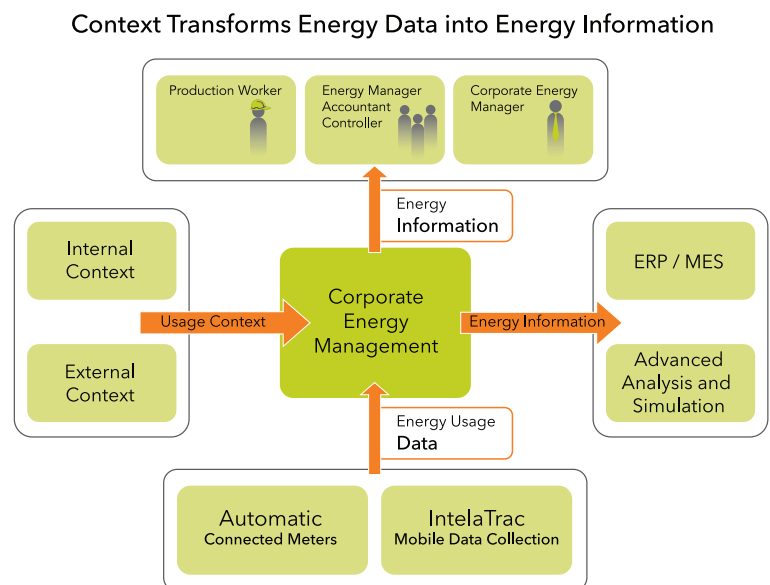 Context Transforms Energy Data into Energy Information
Production Worker
Energy Manager
Accountant
Controller
Corporate Energy
Manager
Energy
Information
Internal
Context
External
Context
Usage Context
Corporate
Energy
Management
Energy Information
ERP / MES
Advanced
Analysis and
Simulation
Energy Usage
Data
Automatic
Connected Meters
IntelaTrac
Mobile Data Collection